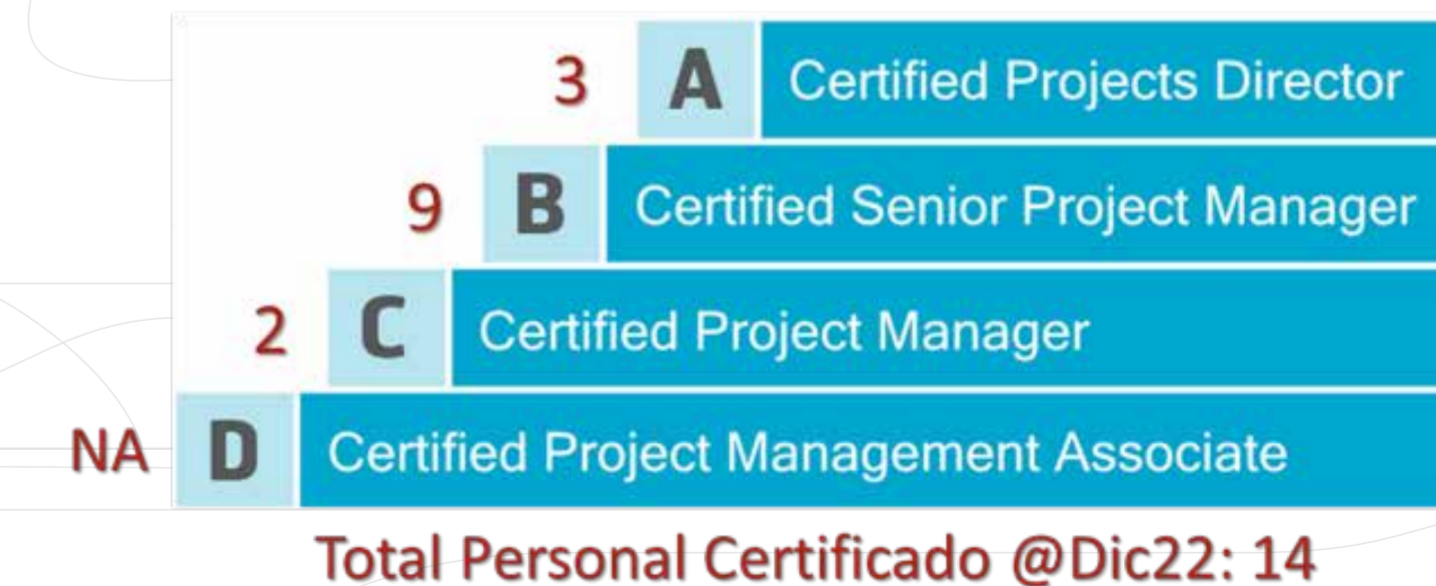 3 A Certified Projects Director
9 B Certified Senior Project Manager
2 C Certified Project Manager
NA D Certified Project Management Associate
Total Personal Certificado @Dic22: 14